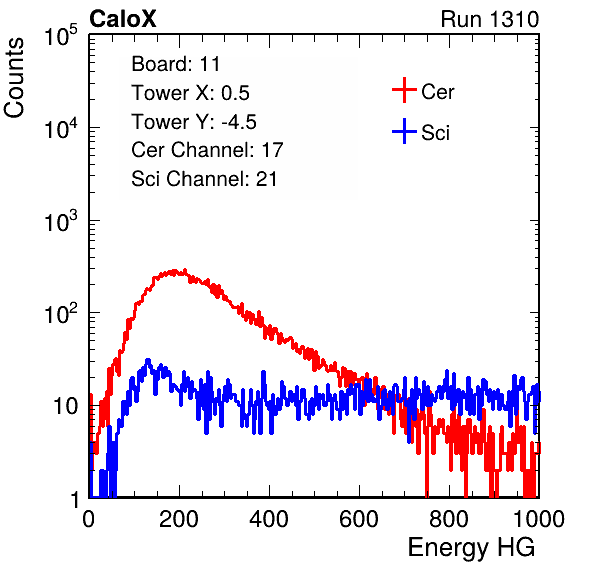 CaloX Run 1310
Counts
Board: 11
Tower X: 0.5
Tower Y: -4.5
Cer Channel: 17
Sci Channel: 21
Cer
Sci
10^5
10^4
10^3
10^2
10
1
0 200 400 600 800 1000
Energy HG